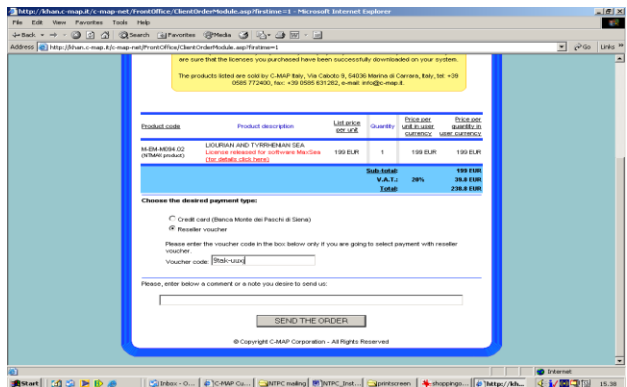 http://khan.c-map.it/c-map-net/FrontOffice/ClientOrderModule.asp?firstime=1 - Microsoft Internet Explorer
File Edit View Favorites Tools Help
Back Search Favorites Media
Address http://khan.c-map.it/c-map-net/FrontOffice/ClientOrderModule.asp?firstime=1 Go Links »
are sure that the licenses you purchased have been successfully downloaded on your system.
The products listed are sold by C-MAP Italy, Via Caboto 9, 54036 Marina di Carrara, Italy, tel: +39
0585 772400, fax: +39 0585 631282, e-mail: info@c-map.it.
Product code Product description List price per unit Quantity Price per unit in user currency Price per quantity in user currency
M-EM-M094.02 LIGURIAN AND TYRRHENIAN SEA
(NTMAX product) License released for software MaxSea 199 EUR 1 199 EUR 199 EUR
(for details click here)
Sub-total: 199 EUR
V.A.T.: 20% 39.8 EUR
Total: 238.8 EUR
Choose the desired payment type:
Credit card (Banca Monte dei Paschi di Siena)
Reseller voucher
Please enter the voucher code in the box below only if you are going to select payment with reseller
voucher.
Voucher code: 9tak-uuxj
Please, enter below a comment or a note you desire to send us:
SEND THE ORDER
© Copyright C-MAP Corporation - All Rights Reserved
Internet
Start Inbox - O... C-MAP Cu... NTPC mailing NTPC_Inst... printscreen shoppingo... http://kh... 15.38